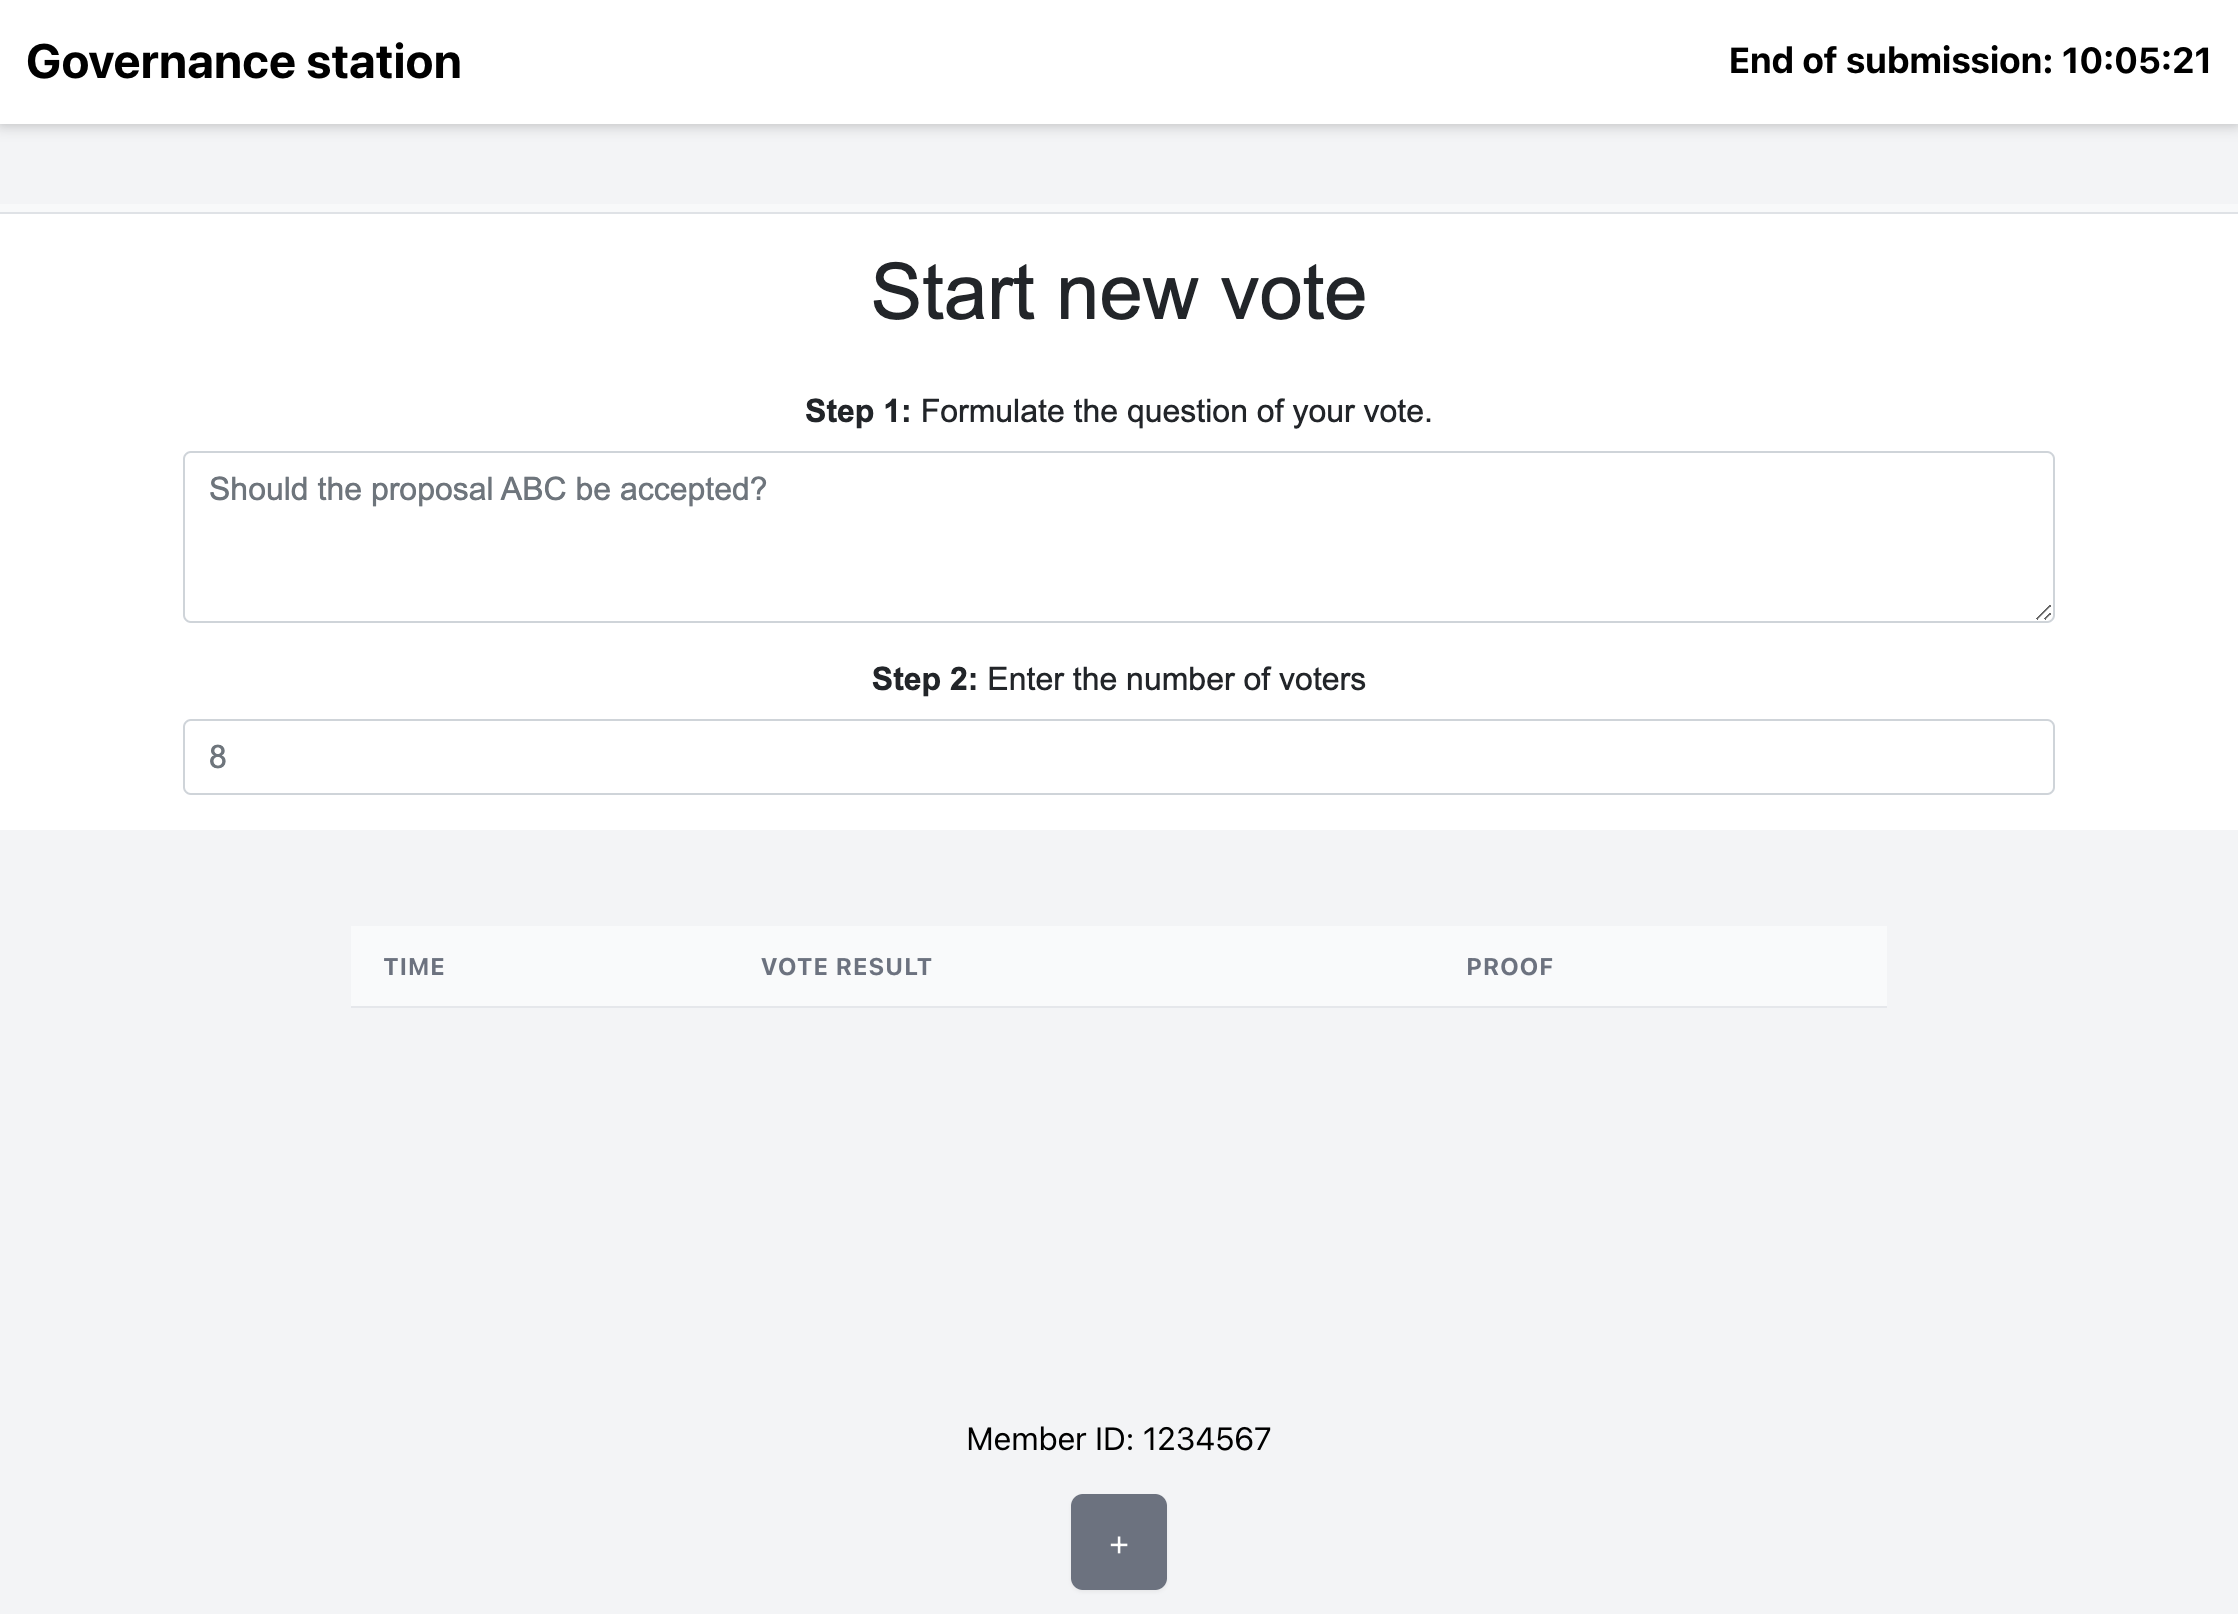 Governance station
End of submission: 10:05:21
Start new vote
Step 1: Formulate the question of your vote.
Should the proposal ABC be accepted?
Step 2: Enter the number of voters
8
TIME VOTE RESULT PROOF
Member ID: 1234567
+